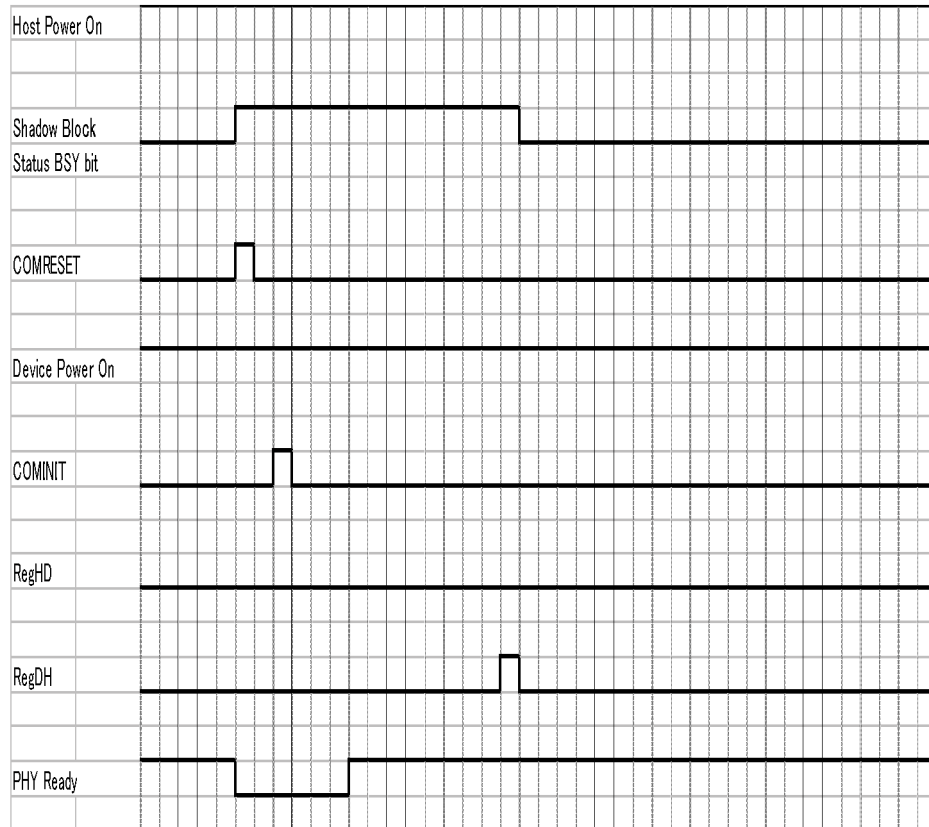 Host Power On
Shadow Block
Status BSY bit
COMRESET
Device Power On
COMINIT
RegHD
RegDH
PHY Ready